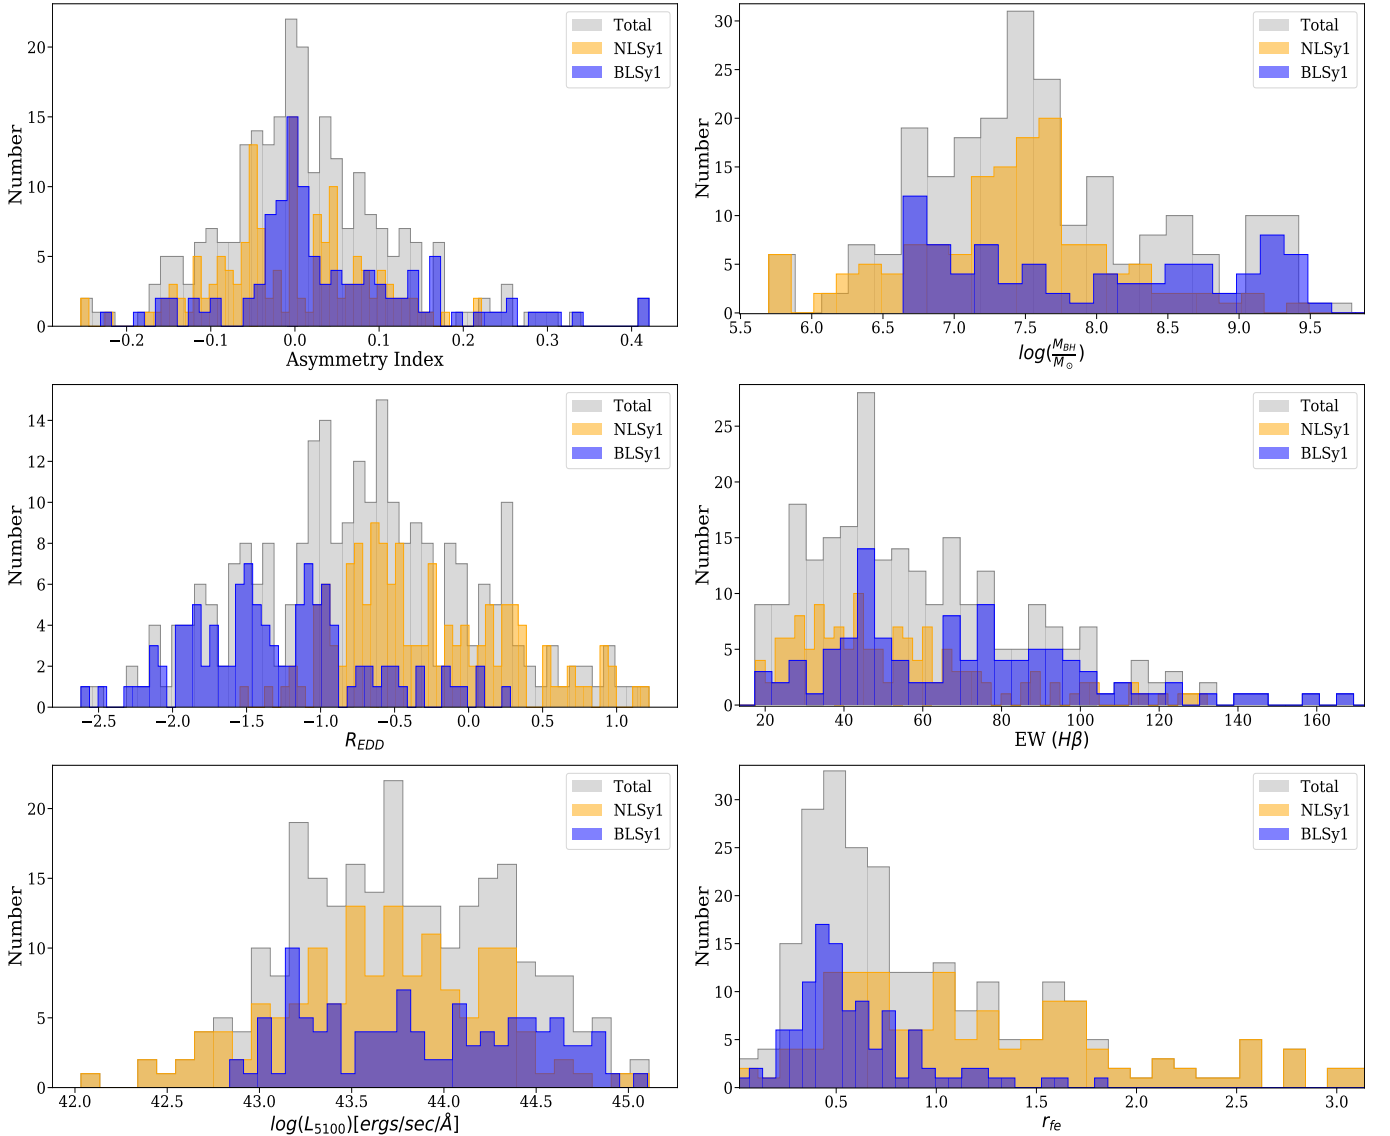 Number
20
15
10
5
0
−0.2
−0.1
0.0
0.1
0.2
0.3
0.4
Asymmetry Index
Total
NLSy1
BLSy1
Number
30
25
20
15
10
5
0
5.5
6.0
6.5
7.0
7.5
8.0
8.5
9.0
9.5
log(M_BH/M_⊙)
Total
NLSy1
BLSy1
Number
14
12
10
8
6
4
2
0
−2.5
−2.0
−1.5
−1.0
−0.5
0.0
0.5
1.0
R_EDD
Total
NLSy1
BLSy1
Number
25
20
15
10
5
0
20
40
60
80
100
120
140
160
EW (Hβ)
Total
NLSy1
BLSy1
Number
20
15
10
5
0
42.0
42.5
43.0
43.5
44.0
44.5
45.0
log(L_5100)[ergs/sec/Å]
Total
NLSy1
BLSy1
Number
30
25
20
15
10
5
0
0.5
1.0
1.5
2.0
2.5
3.0
r_fe
Total
NLSy1
BLSy1